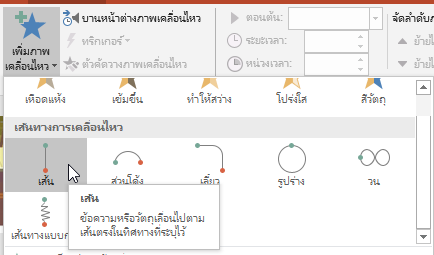 เพิ่มภาพ
เคลื่อนไหว
บานหน้าต่างภาพเคลื่อนไหว
ทริกเกอร์
ตัวคัดวางภาพเคลื่อนไหว
ตอนต้น:
ระยะเวลา:
หน่วงเวลา:
จัดลำดับภ
ย้ายไ
ย้ายไ
เหือดแห้ง
เข้มขึ้น
ทำให้สว่าง
โปร่งใส
สีวัตถุ
เส้นทางการเคลื่อนไหว
เส้น
ส่วนโค้ง
เลี้ยว
รูปร่าง
วน
เส้น
ข้อความหรือวัตถุเลื่อนไปตาม
เส้นตรงในทิศทางที่ระบุไว้
เส้นทางแบบก